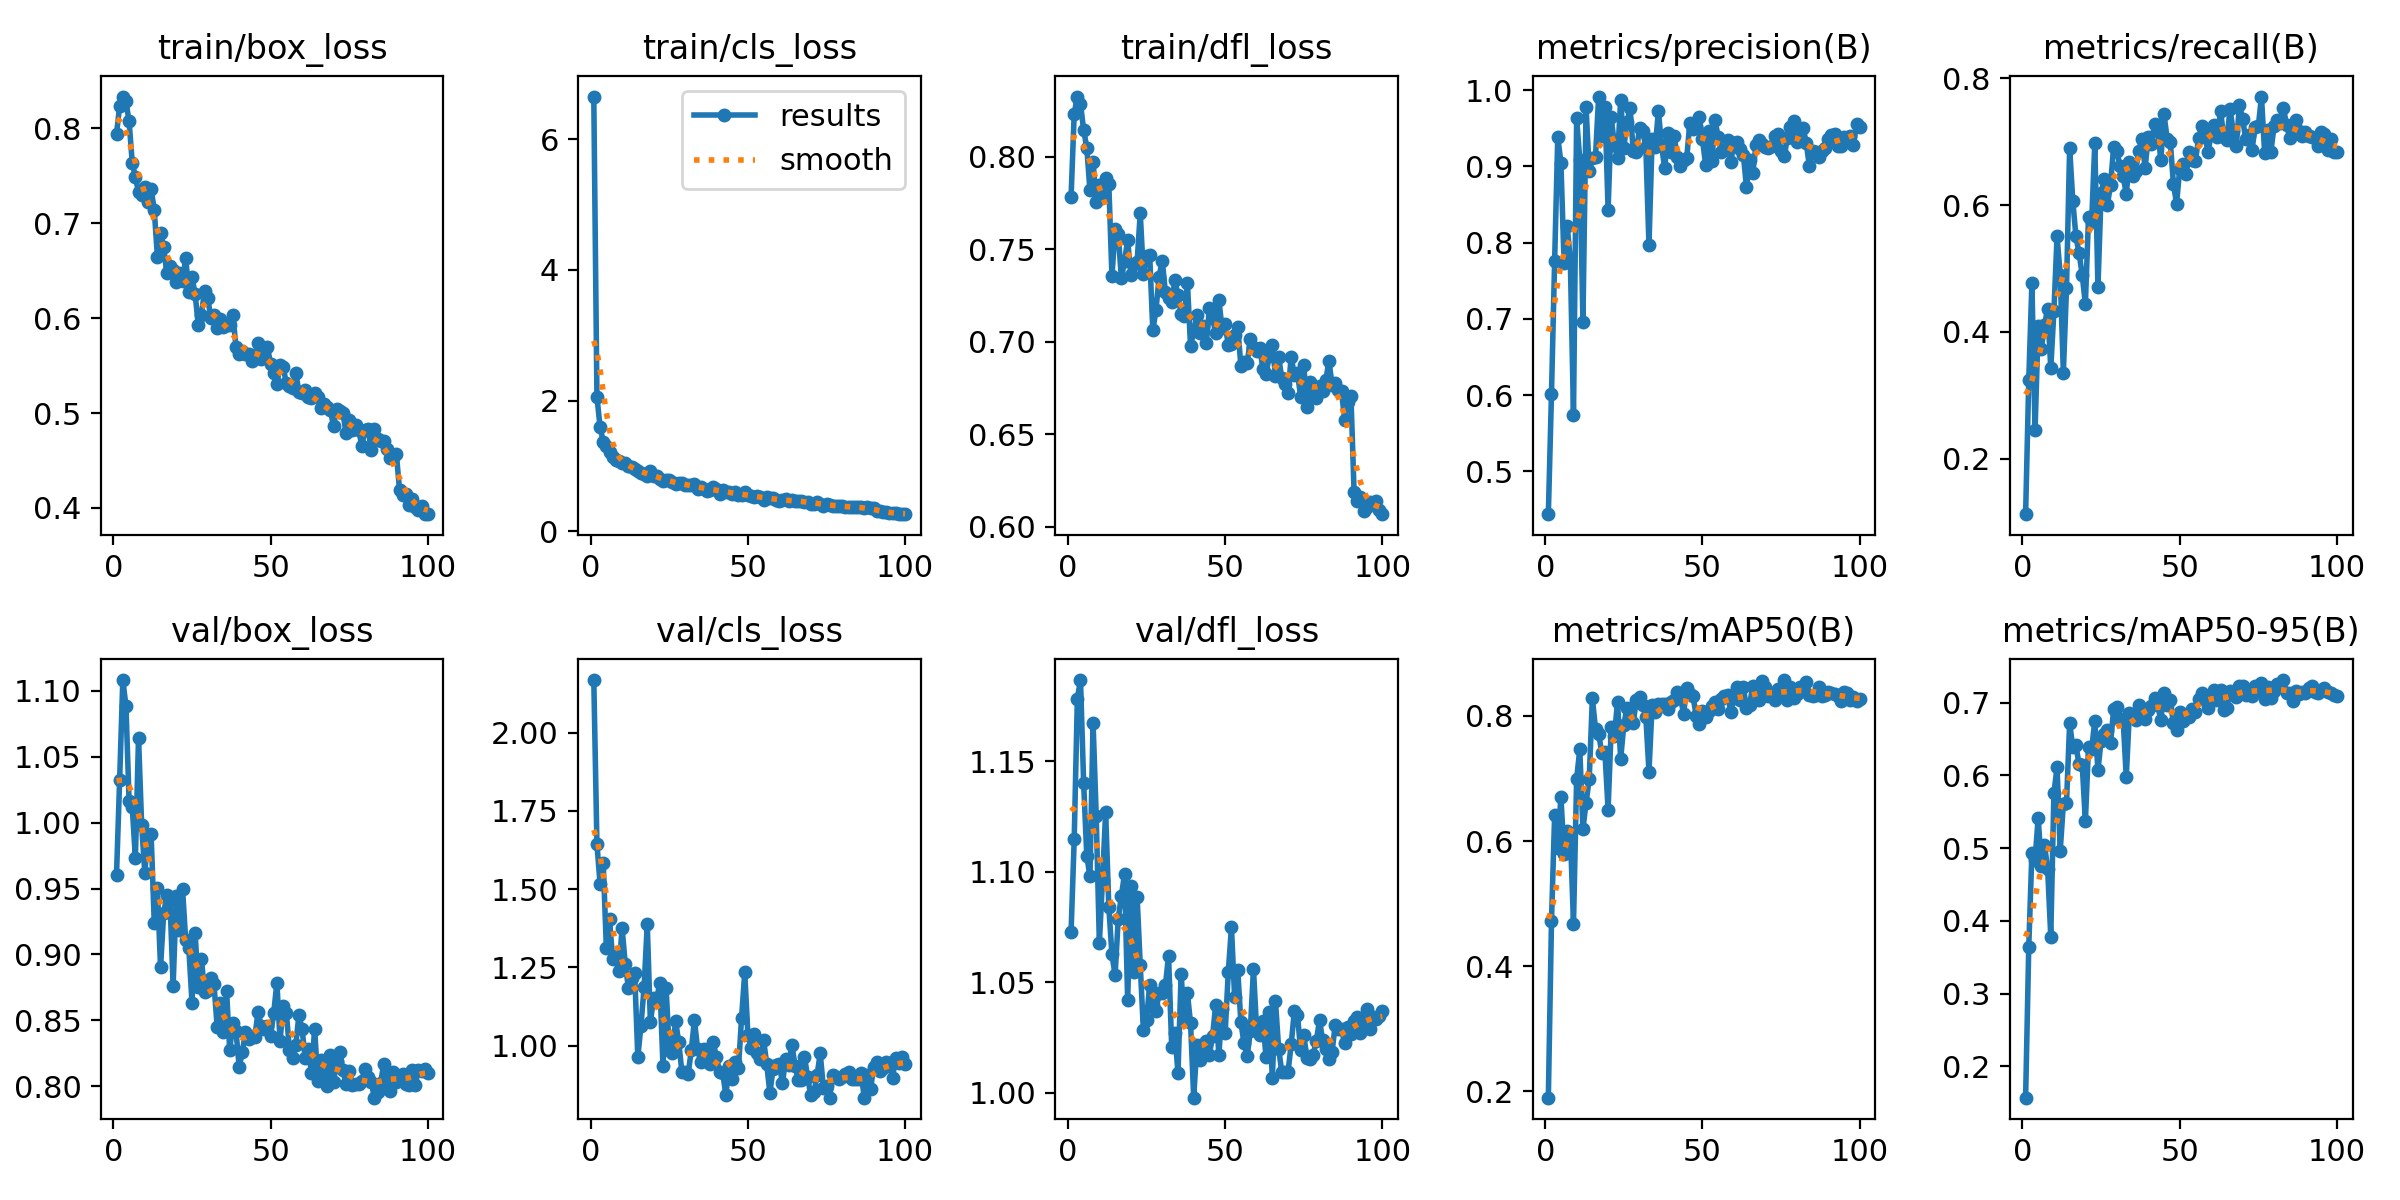 train/box_loss
train/cls_loss
train/dfl_loss
metrics/precision(B)
metrics/recall(B)
0.8
0.7
0.6
0.5
0.4
0 50 100
6
4
2
0
results
smooth
0 50 100
0.80
0.75
0.70
0.65
0.60
0 50 100
1.0
0.9
0.8
0.7
0.6
0.5
0 50 100
0.8
0.6
0.4
0.2
0 50 100
val/box_loss
val/cls_loss
val/dfl_loss
metrics/mAP50(B)
metrics/mAP50-95(B)
1.10
1.05
1.00
0.95
0.90
0.85
0.80
0 50 100
2.00
1.75
1.50
1.25
1.00
0 50 100
1.15
1.10
1.05
1.00
0 50 100
0.8
0.6
0.4
0.2
0 50 100
0.7
0.6
0.5
0.4
0.3
0.2
0 50 100